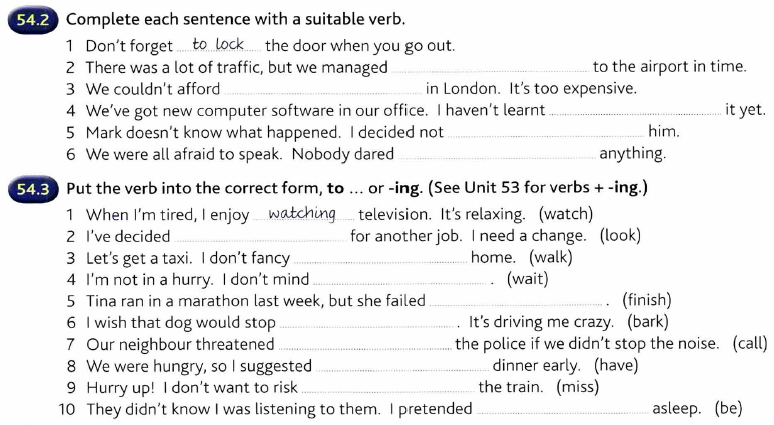 54.2 Complete each sentence with a suitable verb.
1 Don't forget to lock the door when you go out.
2 There was a lot of traffic, but we managed ........ to the airport in time.
3 We couldn't afford ........ in London. It's too expensive.
4 We've got new computer software in our office. I haven't learnt ........ it yet.
5 Mark doesn't know what happened. I decided not ........ him.
6 We were all afraid to speak. Nobody dared ........ anything.
54.3 Put the verb into the correct form, to ... or -ing. (See Unit 53 for verbs + -ing.)
1 When I'm tired, I enjoy watching television. It's relaxing. (watch)
2 I've decided ........ for another job. I need a change. (look)
3 Let's get a taxi. I don't fancy ........ home. (walk)
4 I'm not in a hurry. I don't mind ........ . (wait)
5 Tina ran in a marathon last week, but she failed ........ . (finish)
6 I wish that dog would stop ........ . It's driving me crazy. (bark)
7 Our neighbour threatened ........ the police if we didn't stop the noise. (call)
8 We were hungry, so I suggested ........ dinner early. (have)
9 Hurry up! I don't want to risk ........ the train. (miss)
10 They didn't know I was listening to them. I pretended ........ asleep. (be)